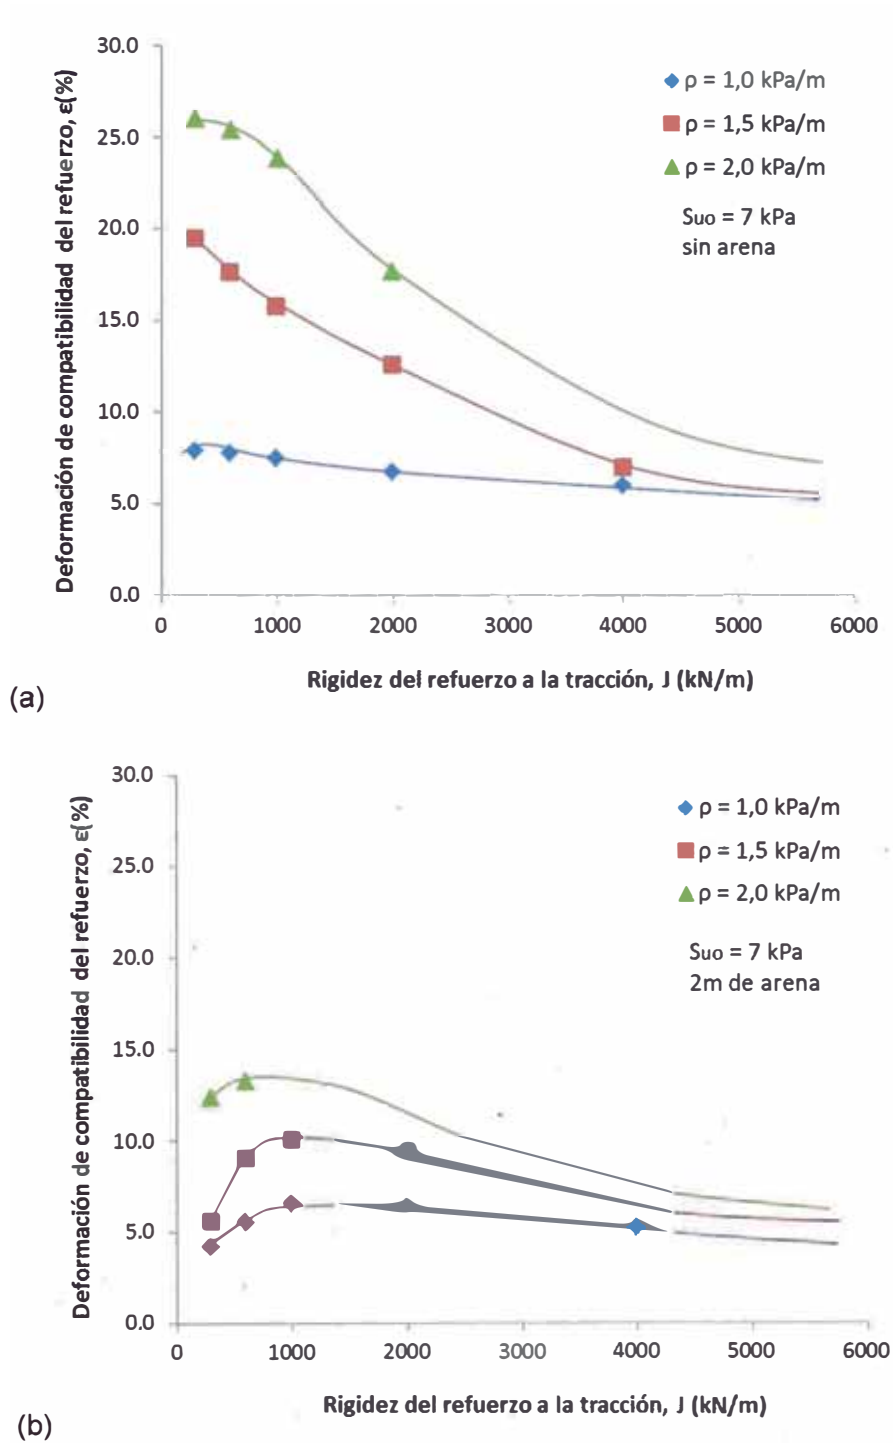 30.0
25.0
20.0
15.0
10.0
5.0
0.0
Deformación de compatibilidad del refuerzo, ε(%)
ρ = 1,0 kPa/m
ρ = 1,5 kPa/m
ρ = 2,0 kPa/m
Suo = 7 kPa
sin arena
0 1000 2000 3000 4000 5000 6000
Rigidez del refuerzo a la tracción, J (kN/m)
(a)
30.0
25.0
20.0
15.0
10.0
5.0
0.0
Deformación de compatibilidad del refuerzo, ε(%)
ρ = 1,0 kPa/m
ρ = 1,5 kPa/m
ρ = 2,0 kPa/m
Suo = 7 kPa
2m de arena
0 1000 2000 3000 4000 5000 6000
Rigidez del refuerzo a la tracción, J (kN/m)
(b)